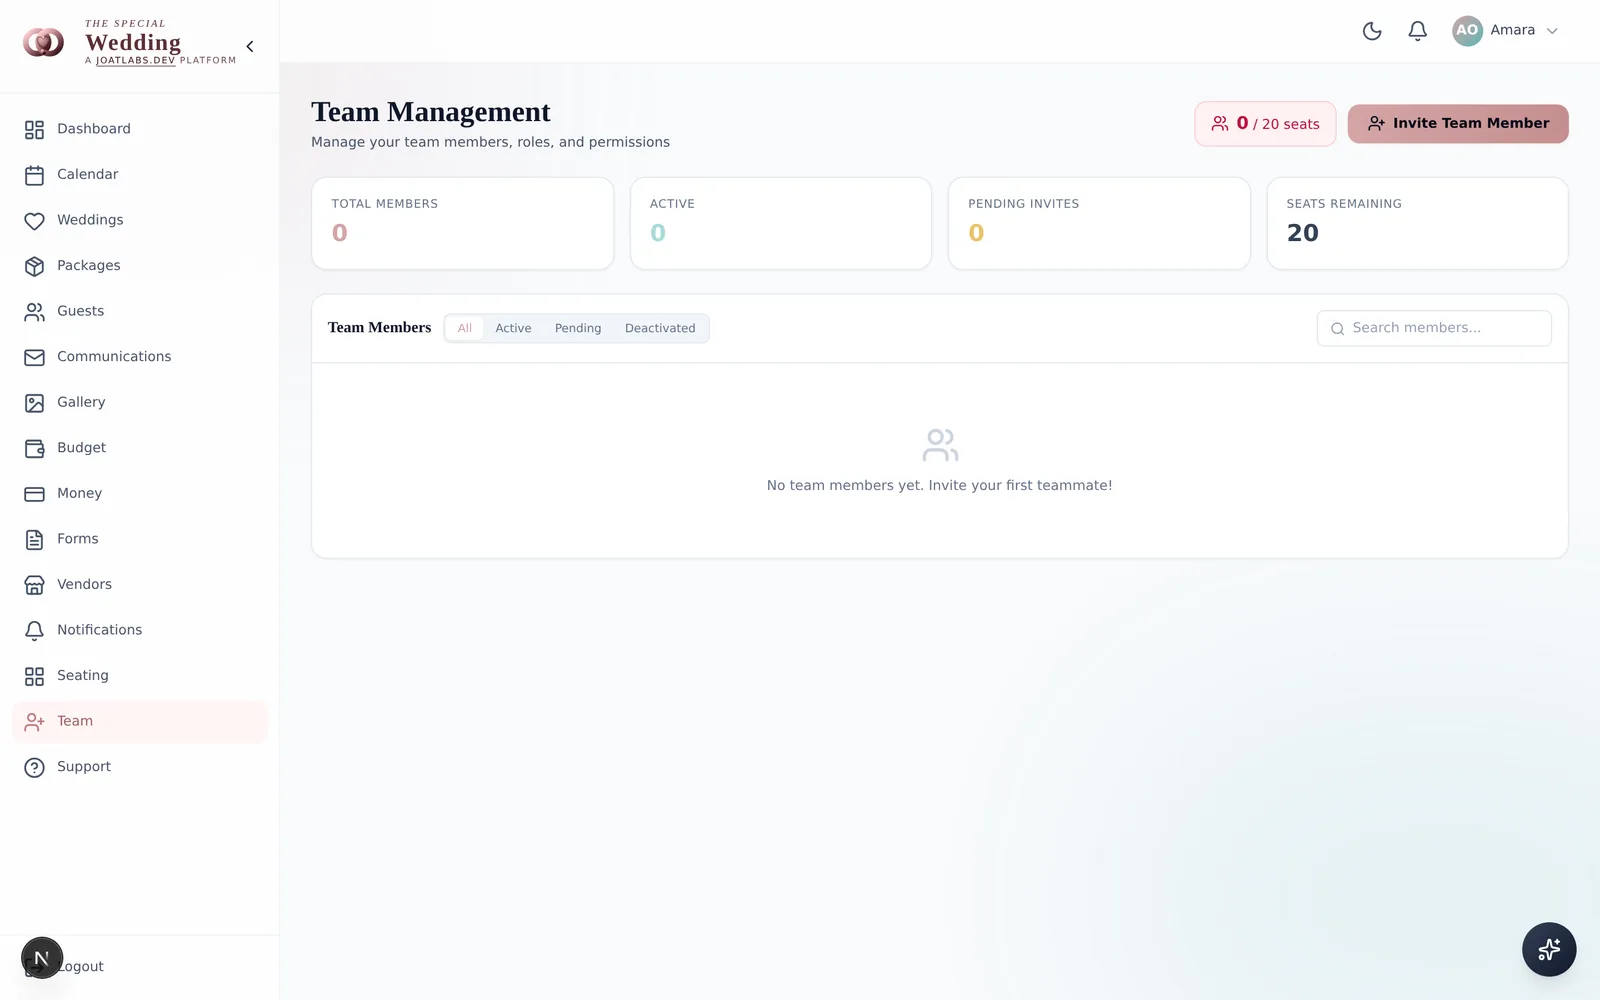 THE SPECIAL
Wedding
A JOATLABS.DEV PLATFORM
Dashboard
Calendar
Weddings
Packages
Guests
Communications
Gallery
Budget
Money
Forms
Vendors
Notifications
Seating
Team
Support
N
Logout
AO Amara
Team Management
Manage your team members, roles, and permissions
0 / 20 seats
Invite Team Member
TOTAL MEMBERS
0
ACTIVE
0
PENDING INVITES
0
SEATS REMAINING
20
Team Members
All Active Pending Deactivated
Search members...
No team members yet. Invite your first teammate!